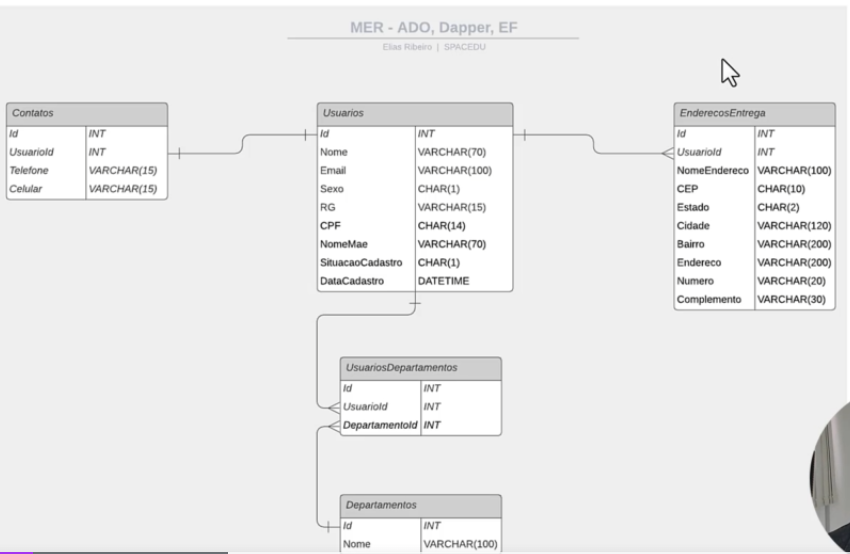 MER - ADO, Dapper, EF
Elias Ribeiro | SPACEDU
Contatos
Id INT
UsuarioId INT
Telefone VARCHAR(15)
Celular VARCHAR(15)
Usuarios
Id INT
Nome VARCHAR(70)
Email VARCHAR(100)
Sexo CHAR(1)
RG VARCHAR(15)
CPF CHAR(14)
NomeMae VARCHAR(70)
SituacaoCadastro CHAR(1)
DataCadastro DATETIME
EnderecosEntrega
Id INT
UsuarioId INT
NomeEndereco VARCHAR(100)
CEP CHAR(10)
Estado CHAR(2)
Cidade VARCHAR(120)
Bairro VARCHAR(200)
Endereco VARCHAR(200)
Numero VARCHAR(20)
Complemento VARCHAR(30)
UsuariosDepartamentos
Id INT
UsuarioId INT
DepartamentoId INT
Departamentos
Id INT
Nome VARCHAR(100)